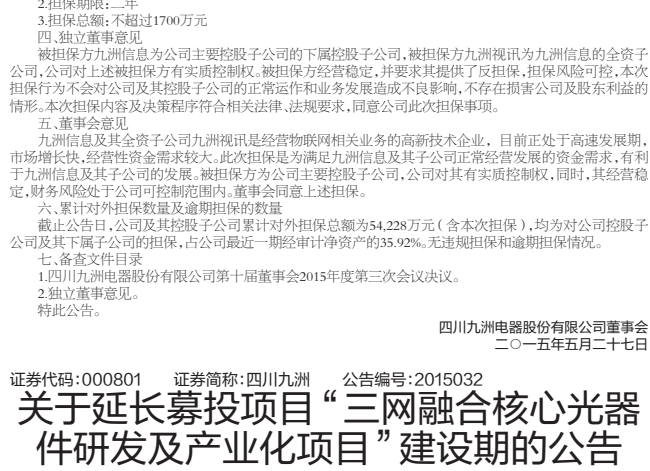 2.担保期限:二年
3.担保总额:不超过1700万元
四、独立董事意见
被担保方九洲信息为公司主要控股子公司的下属控股子公司,被担保方九洲视讯为九洲信息的全资子
公司,公司对上述被担保方有实质控制权。被担保方经营稳定,并要求其提供了反担保,担保风险可控,本次
担保行为不会对公司及其控股子公司的正常运作和业务发展造成不良影响,不存在损害公司及股东利益的
情形。本次担保内容及决策程序符合相关法律、法规要求,同意公司此次担保事项。
五、董事会意见
九洲信息及其全资子公司九洲视讯是经营物联网相关业务的高新技术企业, 目前正处于高速发展期,
市场增长快,经营性资金需求较大。此次担保是为满足九洲信息及其子公司正常经营发展的资金需求,有利
于九洲信息及其子公司的发展。被担保方为公司主要控股子公司,公司对其有实质控制权,同时,其经营稳
定,财务风险处于公司可控制范围内。董事会同意上述担保。
六、累计对外担保数量及逾期担保的数量
截止公告日,公司及其控股子公司累计对外担保总额为54,228万元(含本次担保),均为对公司控股子
公司及其下属子公司的担保,占公司最近一期经审计净资产的35.92%。无违规担保和逾期担保情况。
七、备查文件目录
1.四川九洲电器股份有限公司第十届董事会2015年度第三次会议决议。
2.独立董事意见。
特此公告。
四川九洲电器股份有限公司董事会
二○一五年五月二十七日
证券代码:000801 证券简称:四川九洲 公告编号:2015032
关于延长募投项目“三网融合核心光器
件研发及产业化项目”建设期的公告